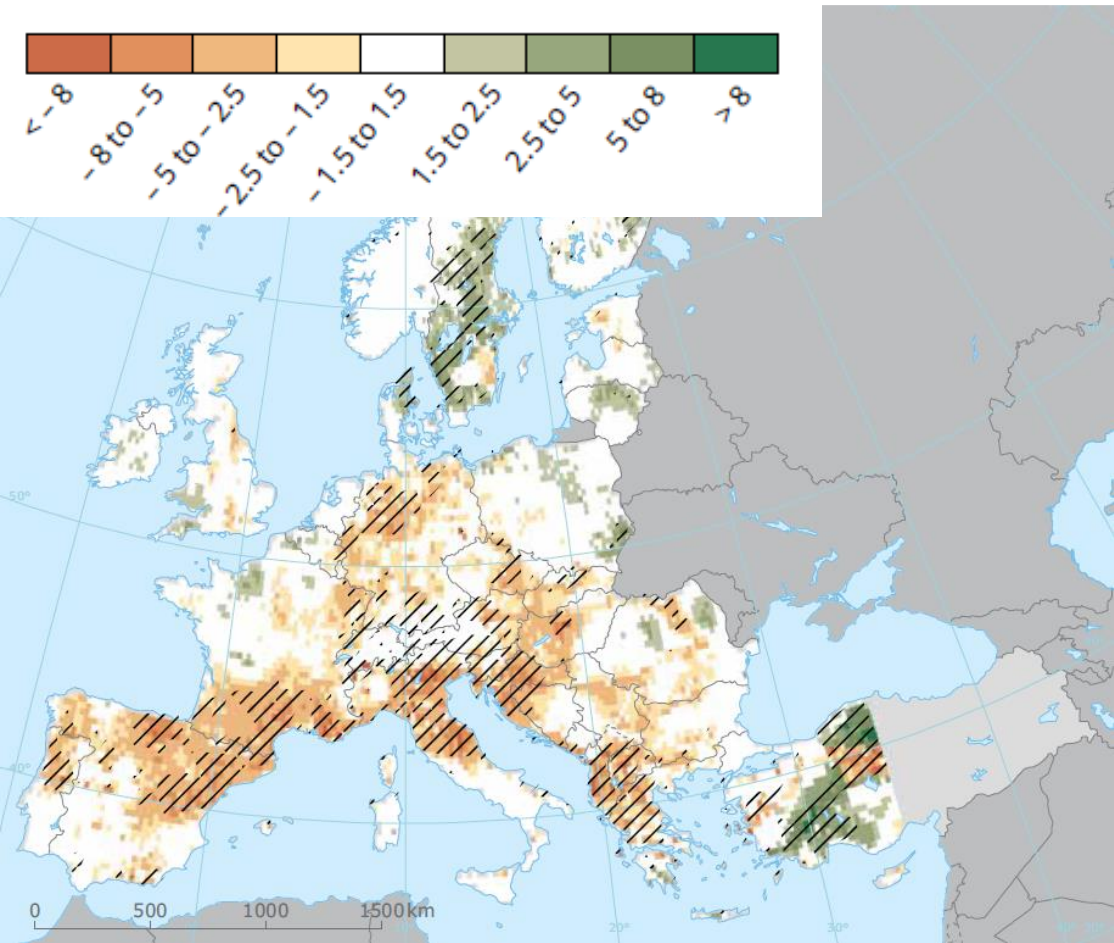 < – 8
– 8 to – 5
– 5 to – 2.5
– 2.5 to – 1.5
– 1.5 to 1.5
1.5 to 2.5
2.5 to 5
5 to 8
> 8
50°
40°
0 500 1000 1500 km
20°
30°